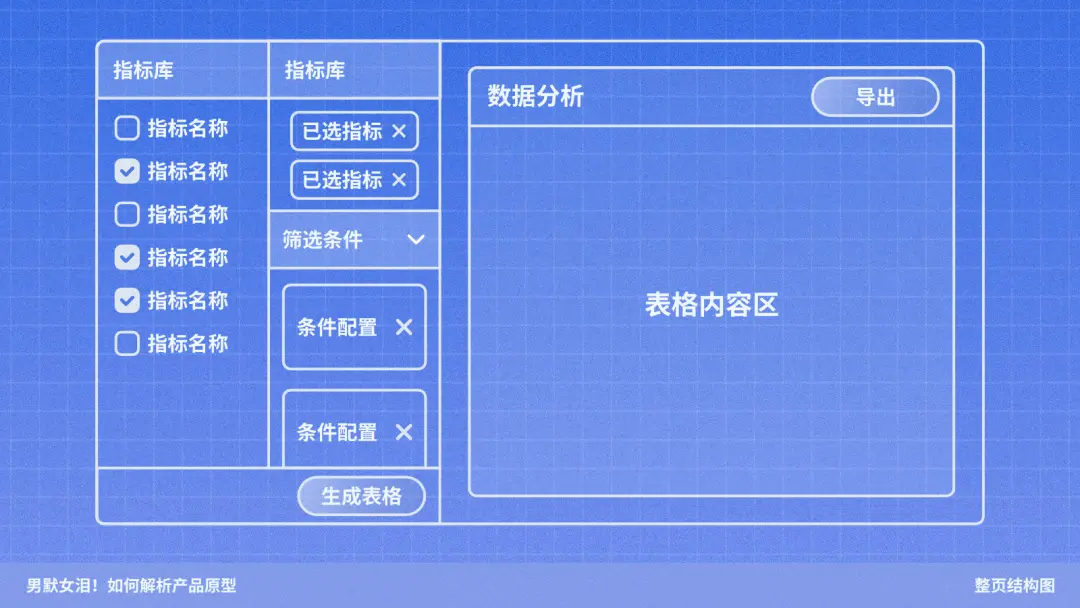 指标库
指标名称
指标名称
指标名称
指标名称
指标名称
指标名称
指标库
已选指标
已选指标
筛选条件
条件配置
条件配置
生成表格
数据分析
导出
表格内容区
男默女泪！如何解析产品原型
整页结构图